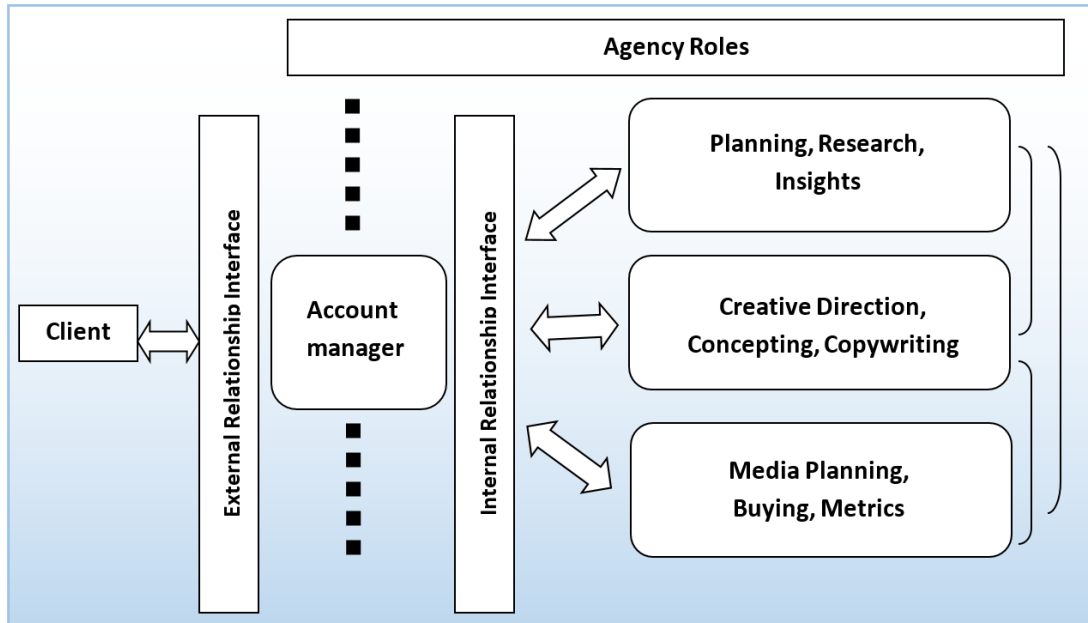 Agency Roles
Client
External Relationship Interface
Account
manager
Internal Relationship Interface
Planning, Research,
Insights
Creative Direction,
Concepting, Copywriting
Media Planning,
Buying, Metrics